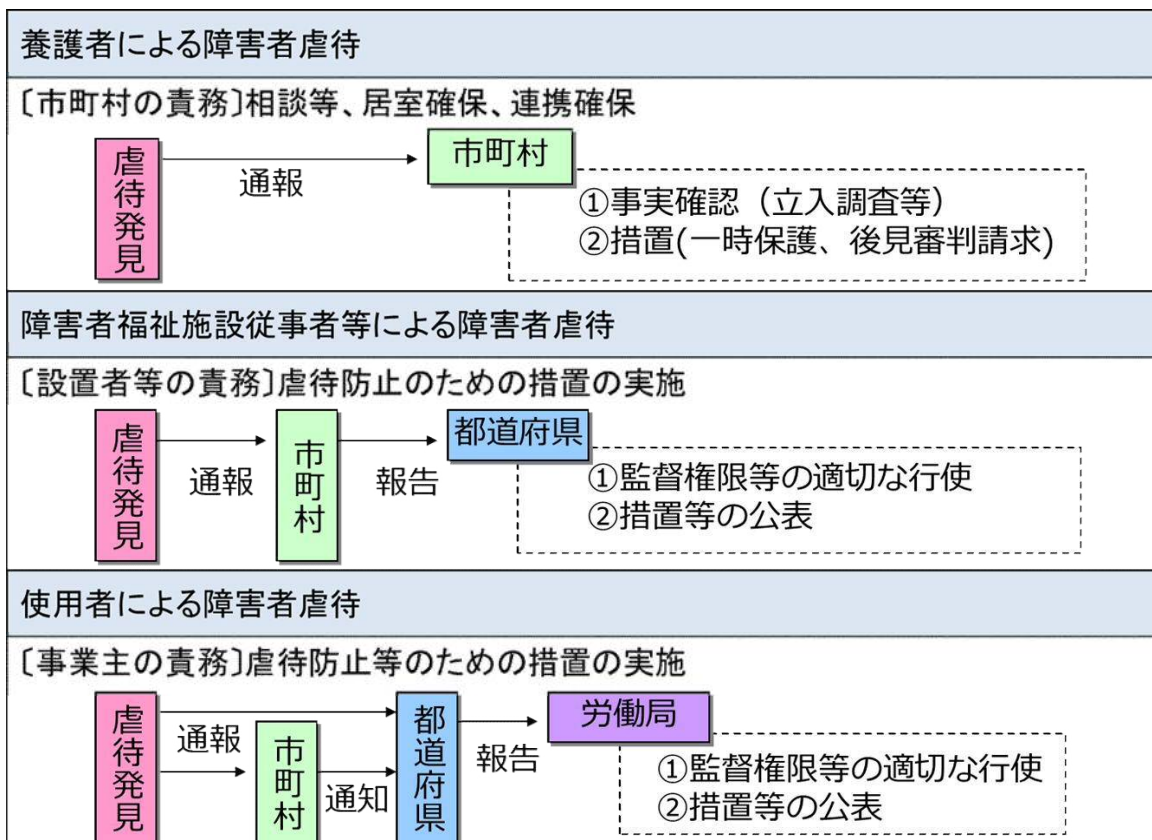 養護者による障害者虐待
〔市町村の責務〕相談等、居室確保、連携確保
虐待発見
通報
市町村
①事実確認（立入調査等）
②措置(一時保護、後見審判請求)
障害者福祉施設従事者等による障害者虐待
〔設置者等の責務〕虐待防止のための措置の実施
虐待発見
通報
市町村
報告
都道府県
①監督権限等の適切な行使
②措置等の公表
使用者による障害者虐待
〔事業主の責務〕虐待防止等のための措置の実施
虐待発見
通報
市町村
通知
都道府県
報告
労働局
①監督権限等の適切な行使
②措置等の公表